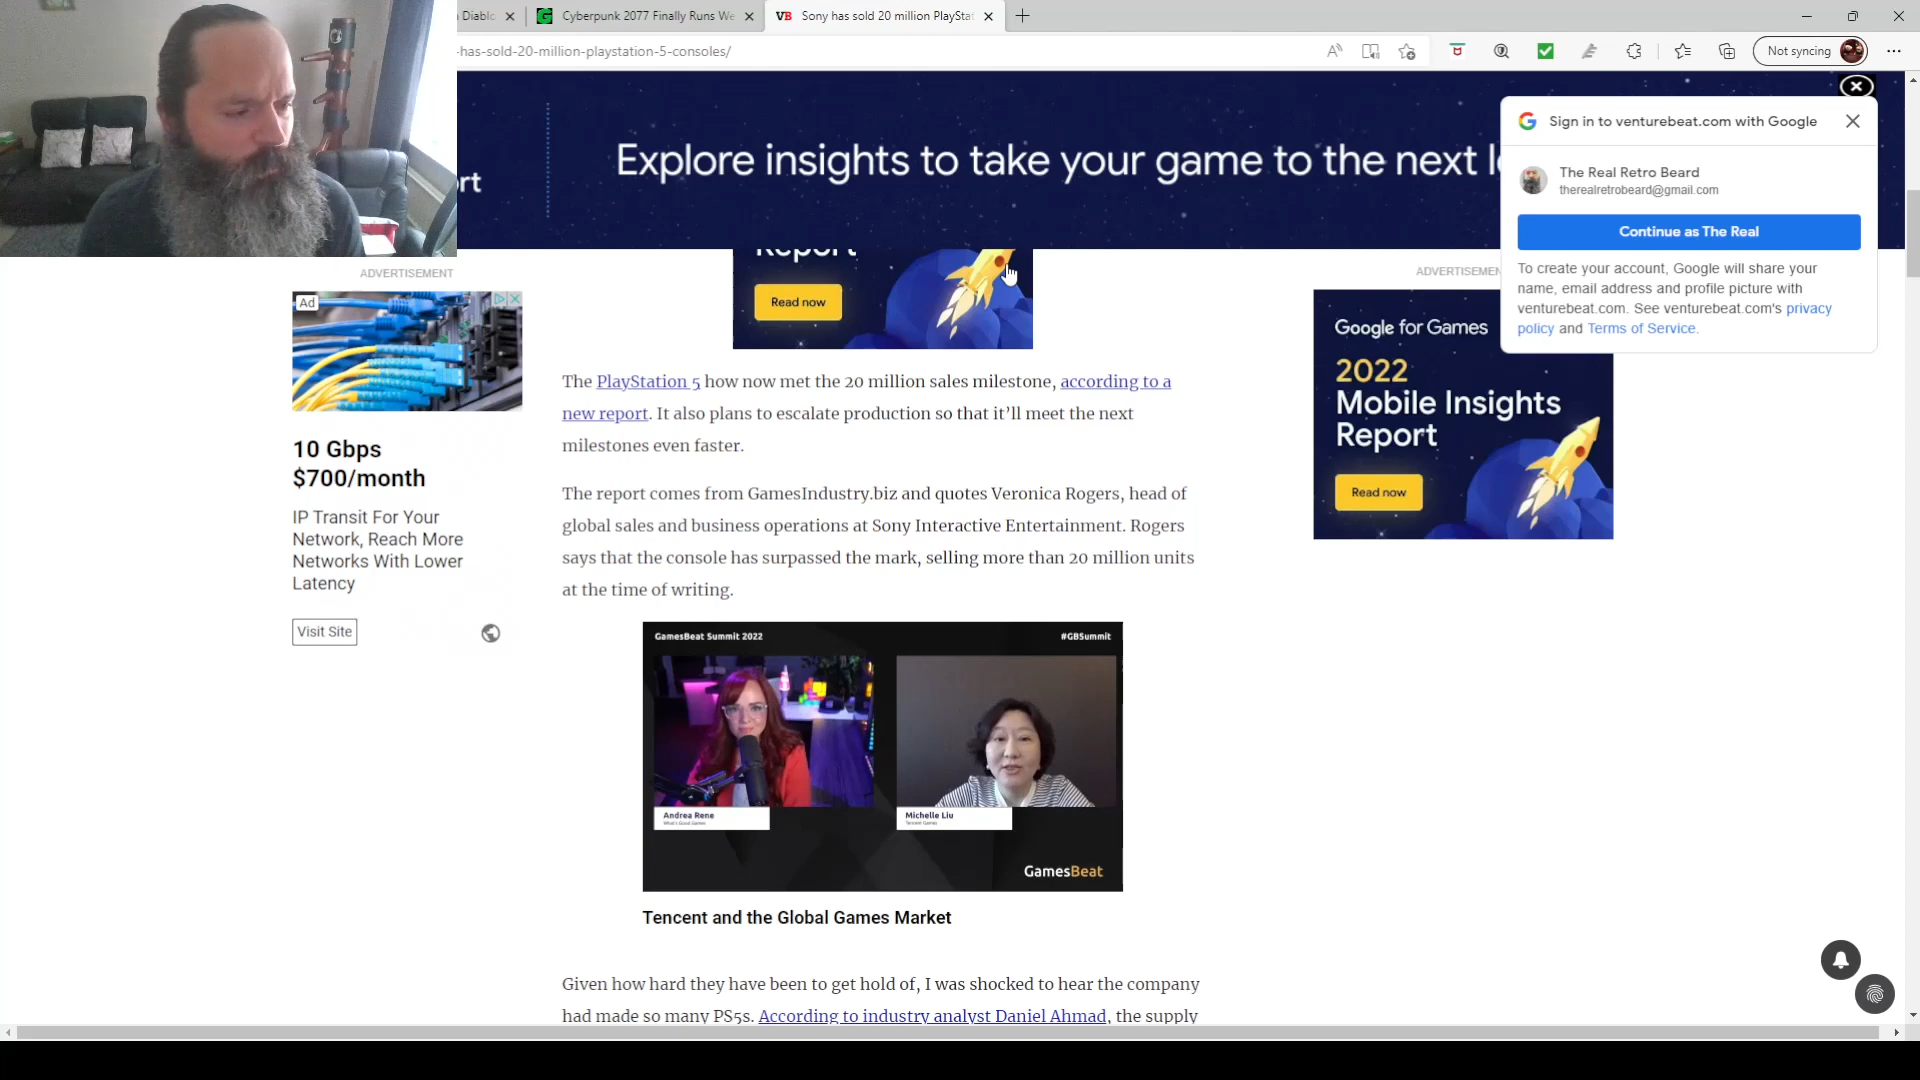 Diablo
Cyberpunk 2077 Finally Runs We
VB Sony has sold 20 million PlayStat
-has-sold-20-million-playstation-5-consoles/
Not syncing
rt
Explore insights to take your game to the next l
Sign in to venturebeat.com with Google
The Real Retro Beard
therealretrobeard@gmail.com
Continue as The Real
To create your account, Google will share your
name, email address and profile picture with
venturebeat.com. See venturebeat.com's privacy
policy and Terms of Service.
ADVERTISEMENT
Ad
10 Gbps
$700/month
IP Transit For Your
Network, Reach More
Networks With Lower
Latency
Visit Site
Report
Read now
The PlayStation 5 how now met the 20 million sales milestone, according to a
new report. It also plans to escalate production so that it'll meet the next
milestones even faster.
The report comes from GamesIndustry.biz and quotes Veronica Rogers, head of
global sales and business operations at Sony Interactive Entertainment. Rogers
says that the console has surpassed the mark, selling more than 20 million units
at the time of writing.
GamesBeat Summit 2022
#GBSummit
Andrea Rene
What's Good Games
Michelle Liu
Tencent Games
GamesBeat
Tencent and the Global Games Market
Given how hard they have been to get hold of, I was shocked to hear the company
had made so many PS5s. According to industry analyst Daniel Ahmad, the supply
ADVERTISEMEN
Google for Games
2022
Mobile Insights
Report
Read now